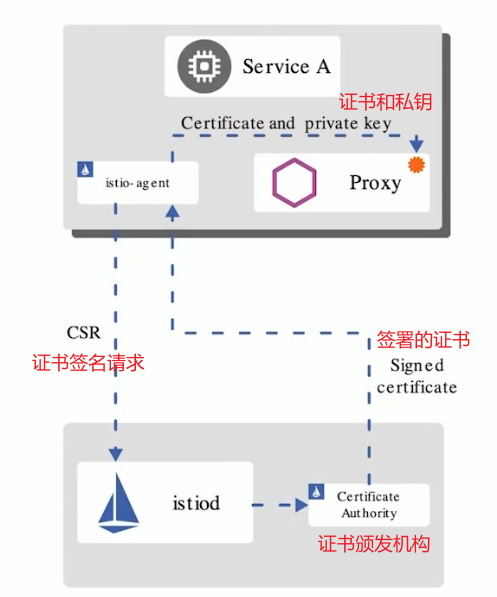 Service A
证书和私钥
Certificate and private key
istio-agent
Proxy
CSR
证书签名请求
签署的证书
Signed
certificate
istiod
Certificate
Authority
证书颁发机构